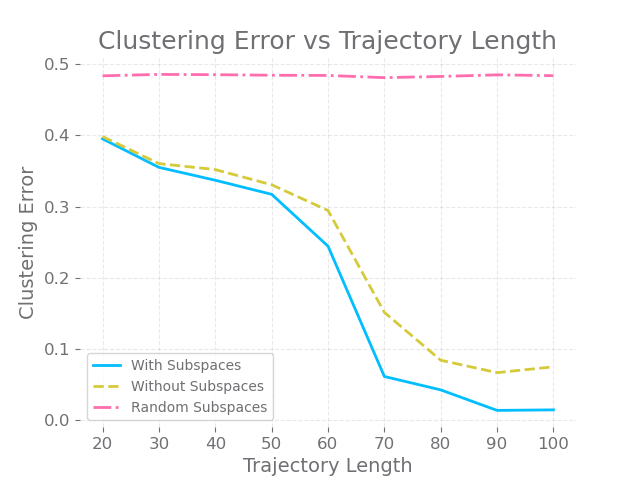 Clustering Error vs Trajectory Length
Clustering Error
0.5
0.4
0.3
0.2
0.1
0.0
With Subspaces
Without Subspaces
Random Subspaces
20 30 40 50 60 70 80 90 100
Trajectory Length